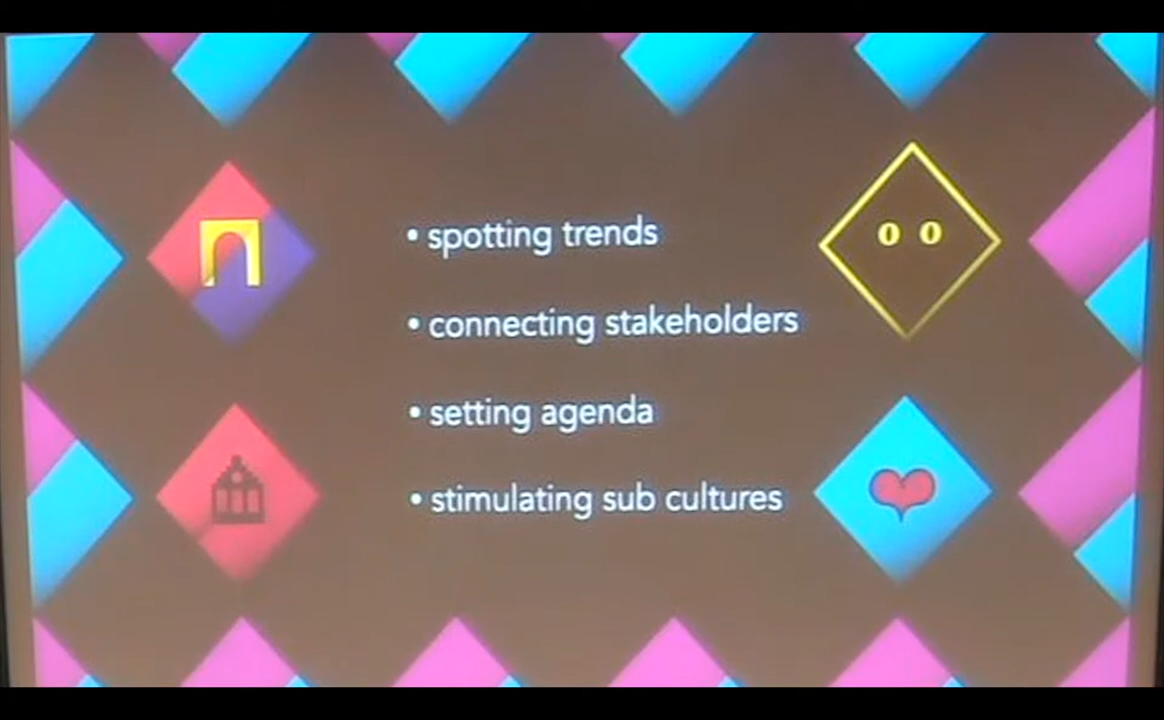 • spotting trends
• connecting stakeholders
• setting agenda
• stimulating sub cultures